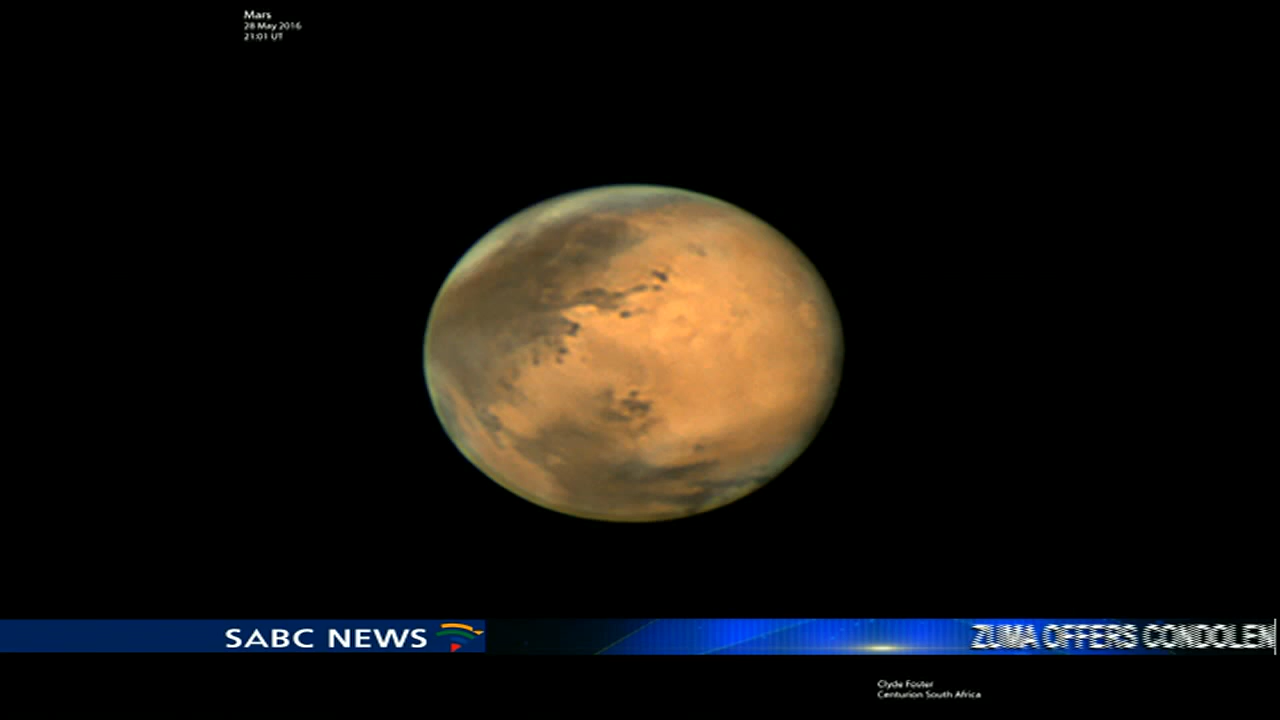 Mars
28 May 2016
21:01 UT
SABC NEWS
ZUMA OFFERS CONDOLEN
Clyde Foster
Centurion South Africa